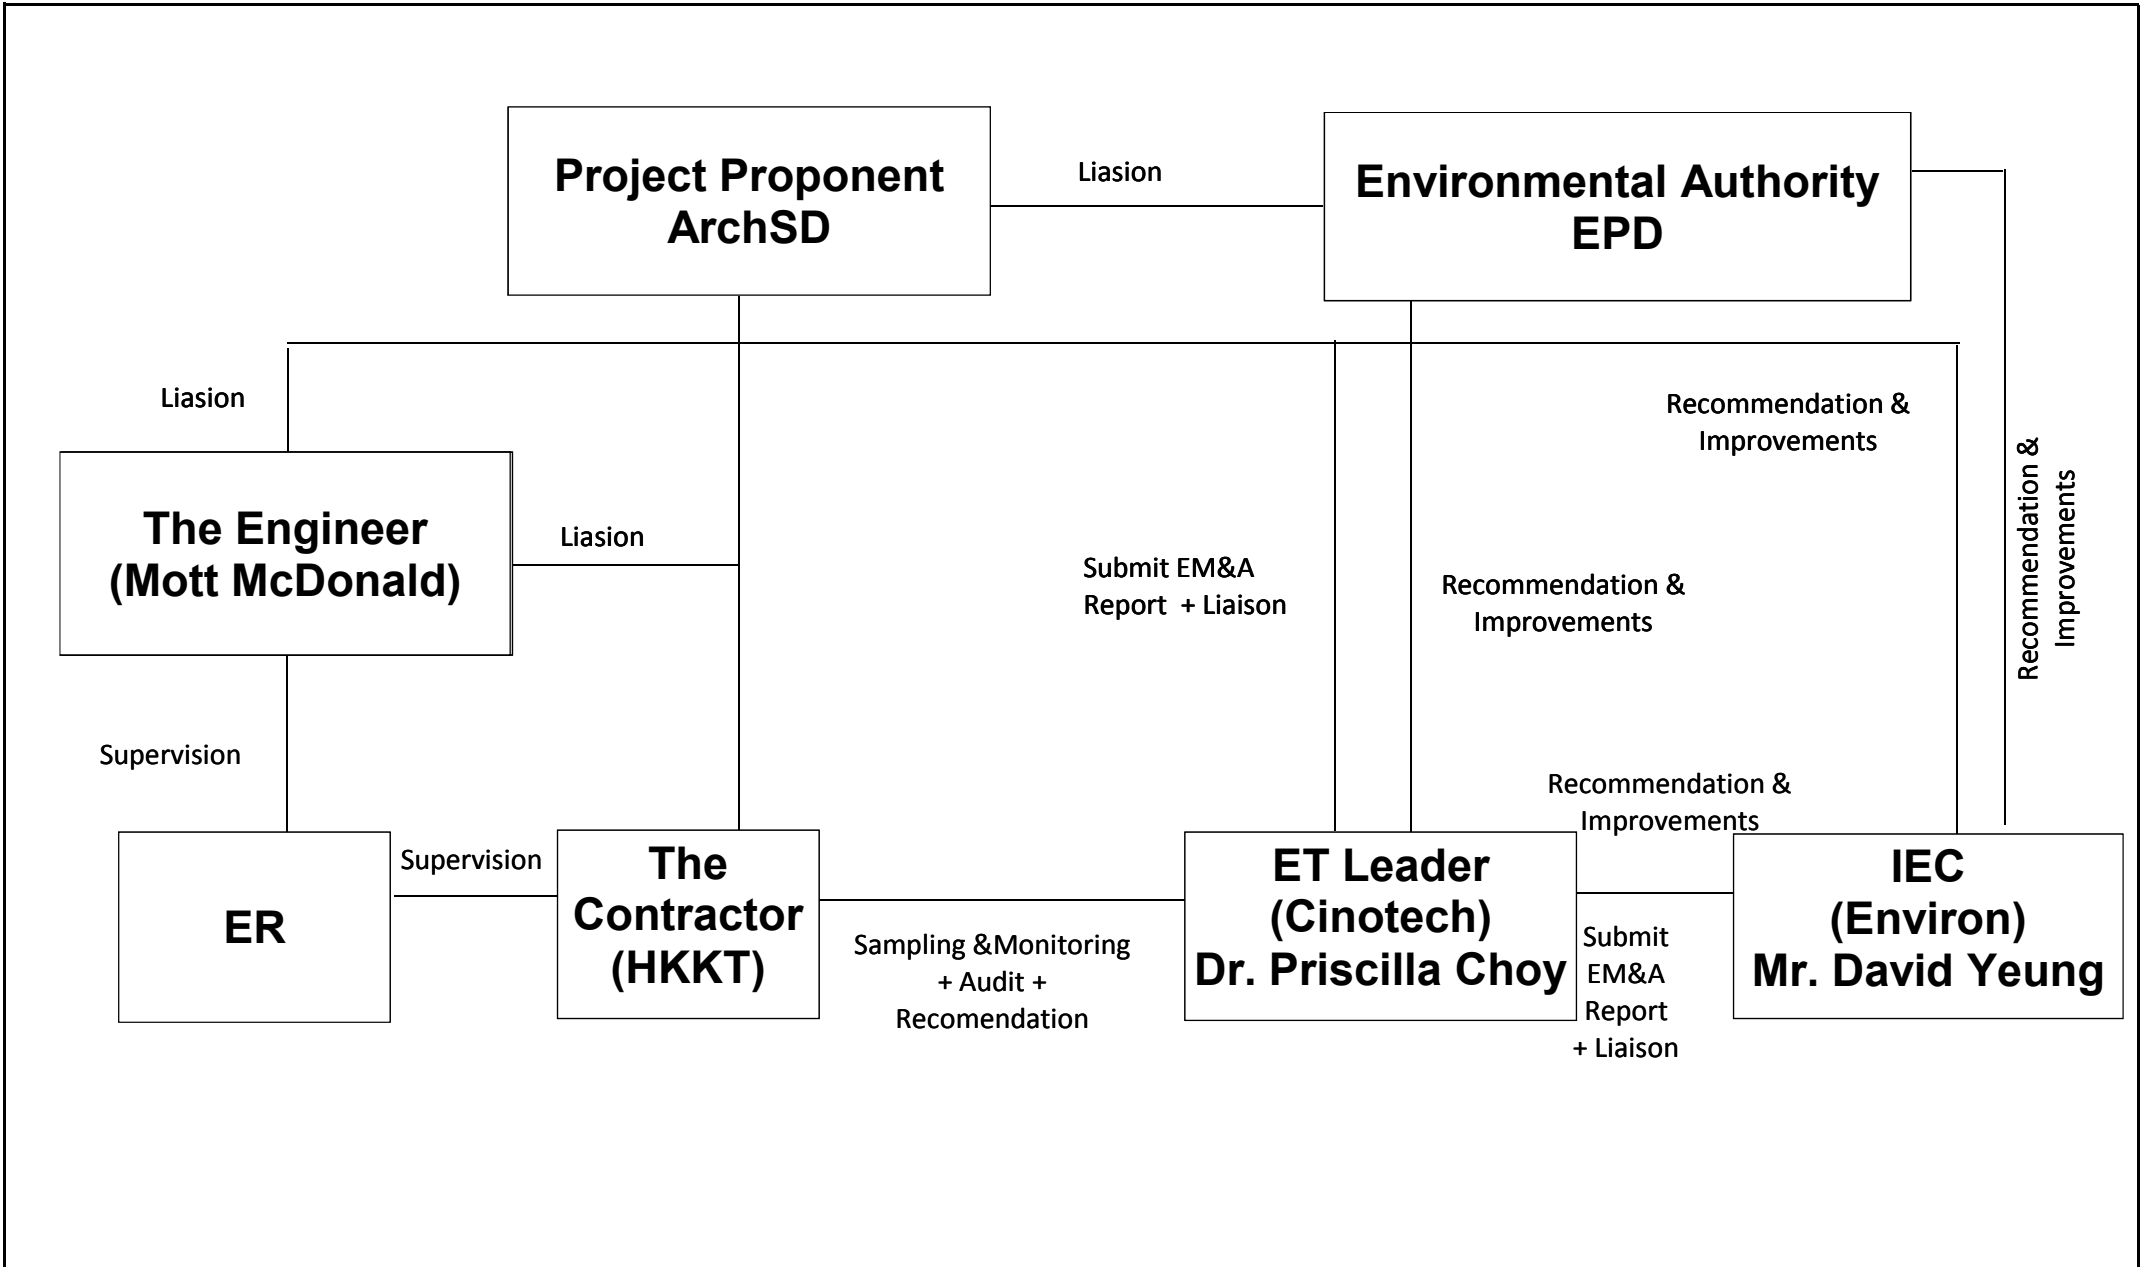 Project Proponent
ArchSD
Liasion
Environmental Authority
EPD
Liasion
Recommendation &
Improvements
Recommendation &
Improvements
The Engineer
(Mott McDonald)
Liasion
Submit EM&A
Report + Liaison
Recommendation &
Improvements
Supervision
Recommendation &
Improvements
ER
Supervision
The
Contractor
(HKKT)
Sampling &Monitoring
+ Audit +
Recomendation
ET Leader
(Cinotech)
Dr. Priscilla Choy
Submit
EM&A
Report
+ Liaison
IEC
(Environ)
Mr. David Yeung